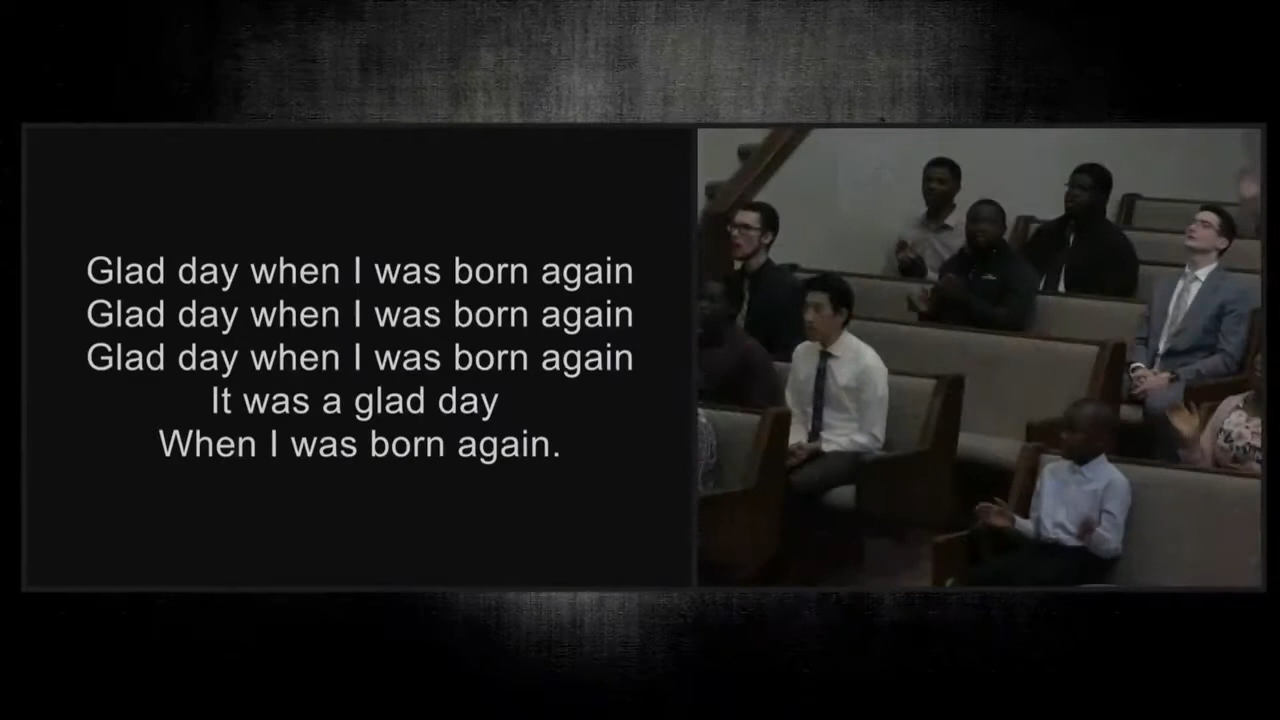 Glad day when I was born again
Glad day when I was born again
Glad day when I was born again
It was a glad day
When I was born again.